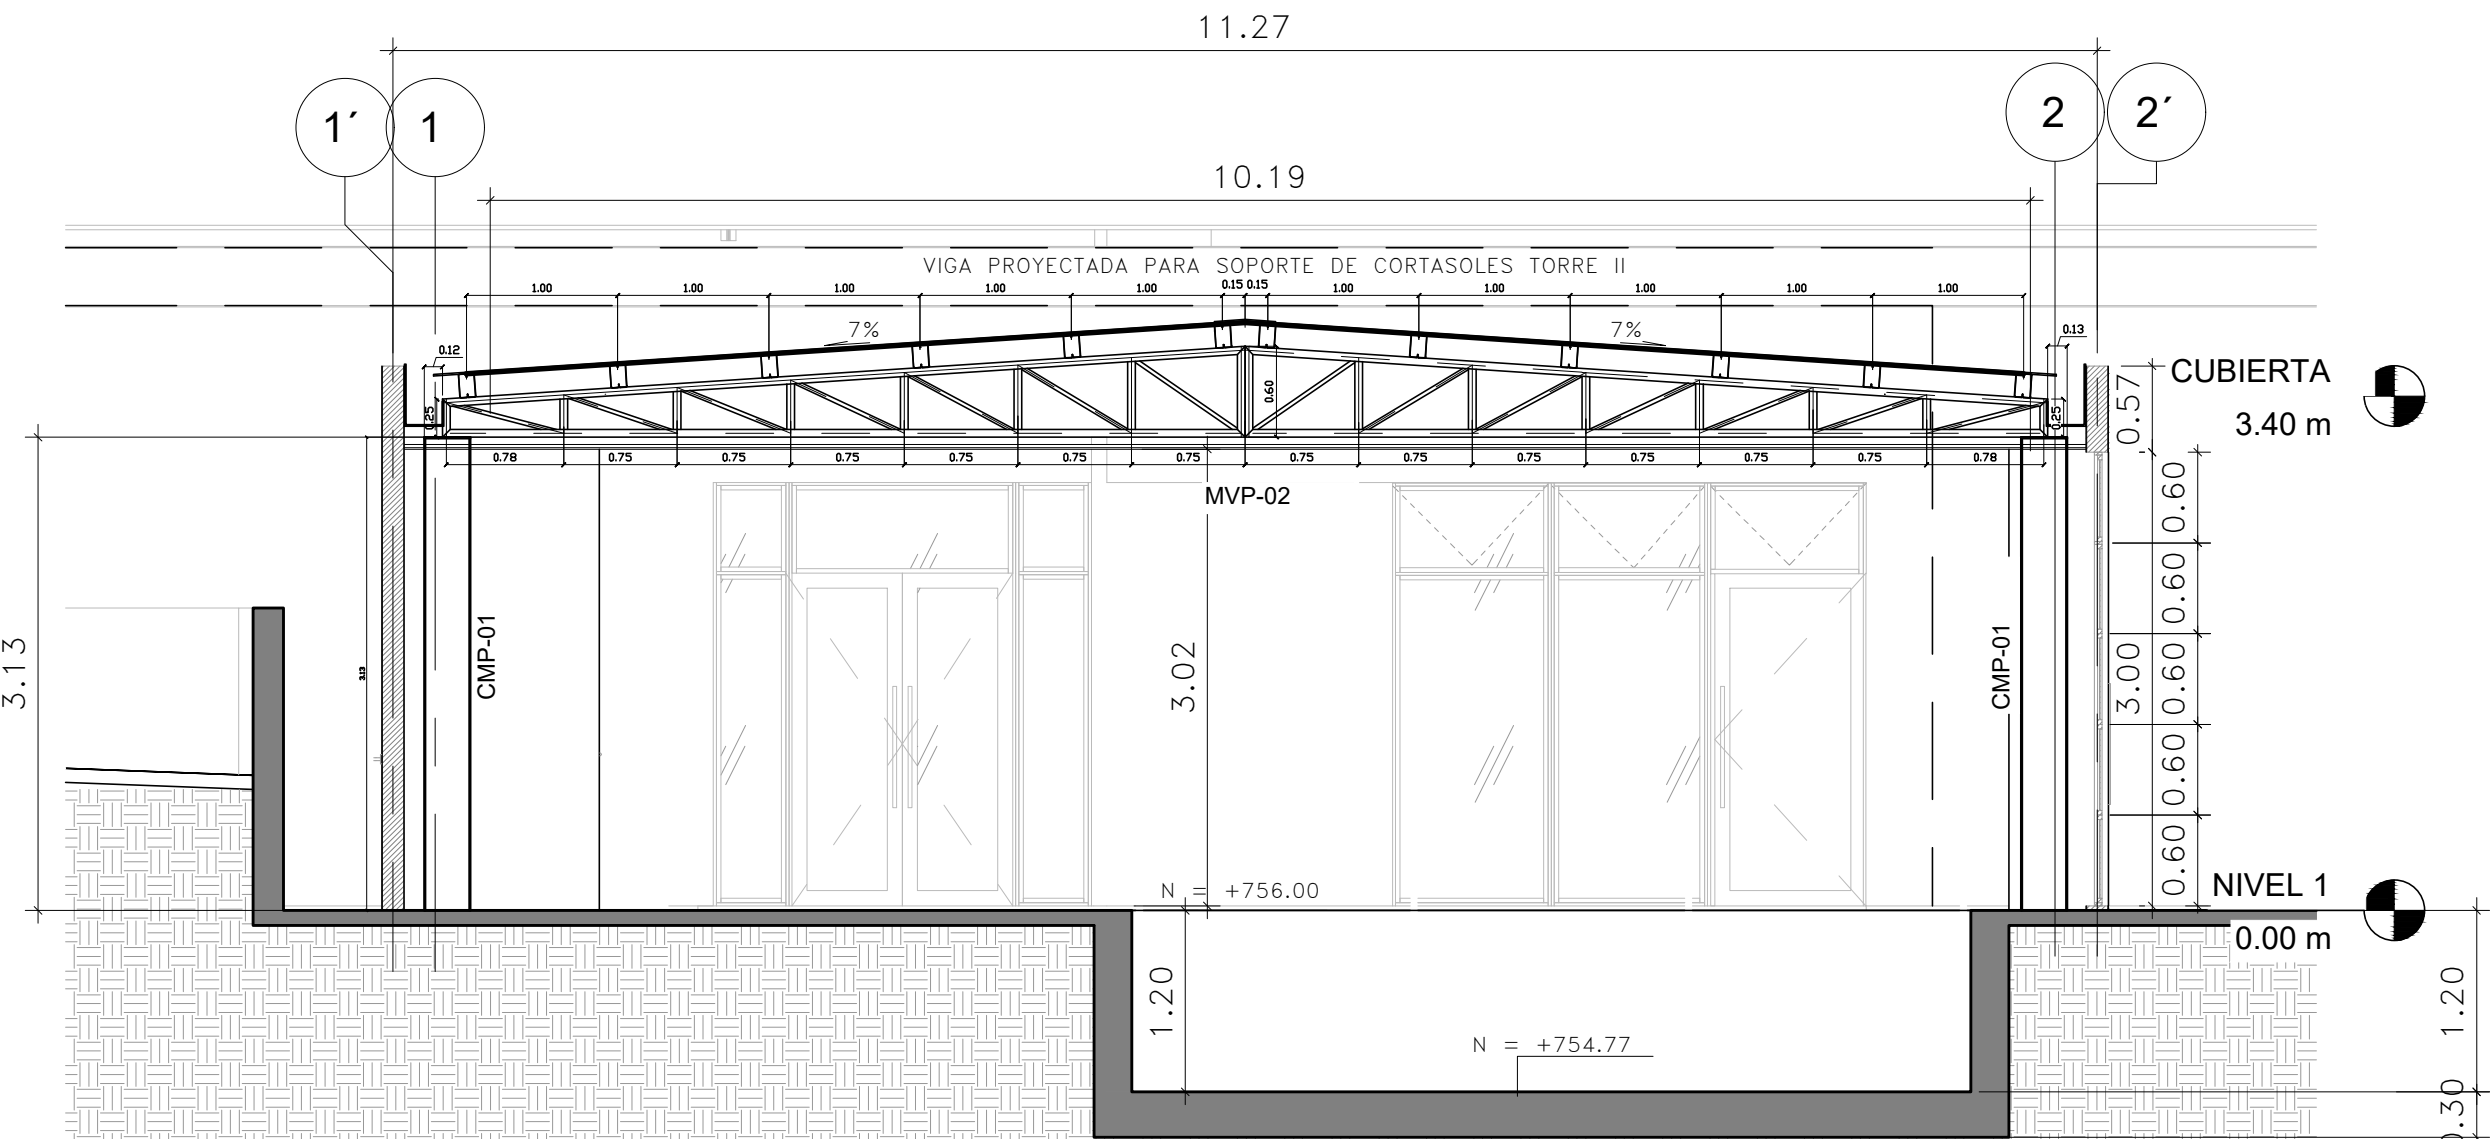 11.27
1´ 1 2 2´
10.19
VIGA PROYECTADA PARA SOPORTE DE CORTASOLES TORRE II
1.00 1.00 1.00 1.00 1.00 0.15 0.15 1.00 1.00 1.00 1.00 1.00
7% 7%
0.12 0.13
CUBIERTA
3.40 m
0.57
0.25 0.60 0.25
0.78 0.75 0.75 0.75 0.75 0.75 0.75 0.75 0.75 0.75 0.75 0.75 0.75 0.78
MVP-02
3.13
3.13
CMP-01
3.02
CMP-01
3.00
0.60
0.60
0.60
0.60
0.60
NIVEL 1
0.00 m
N = +756.00
1.20
N = +754.77
1.20
0.30